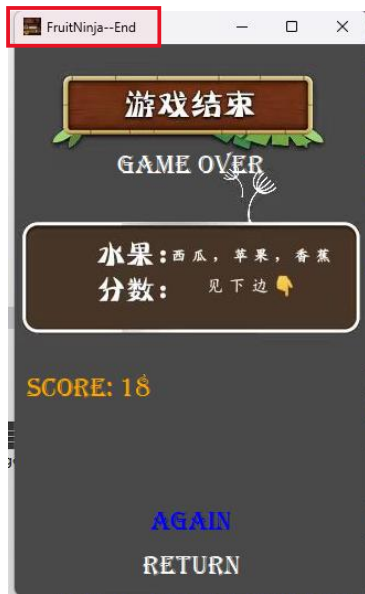 FruitNinja--End
游戏结束
GAME OVER
水果:西瓜，苹果，香蕉
分数: 见下边👇
SCORE: 18
AGAIN
RETURN